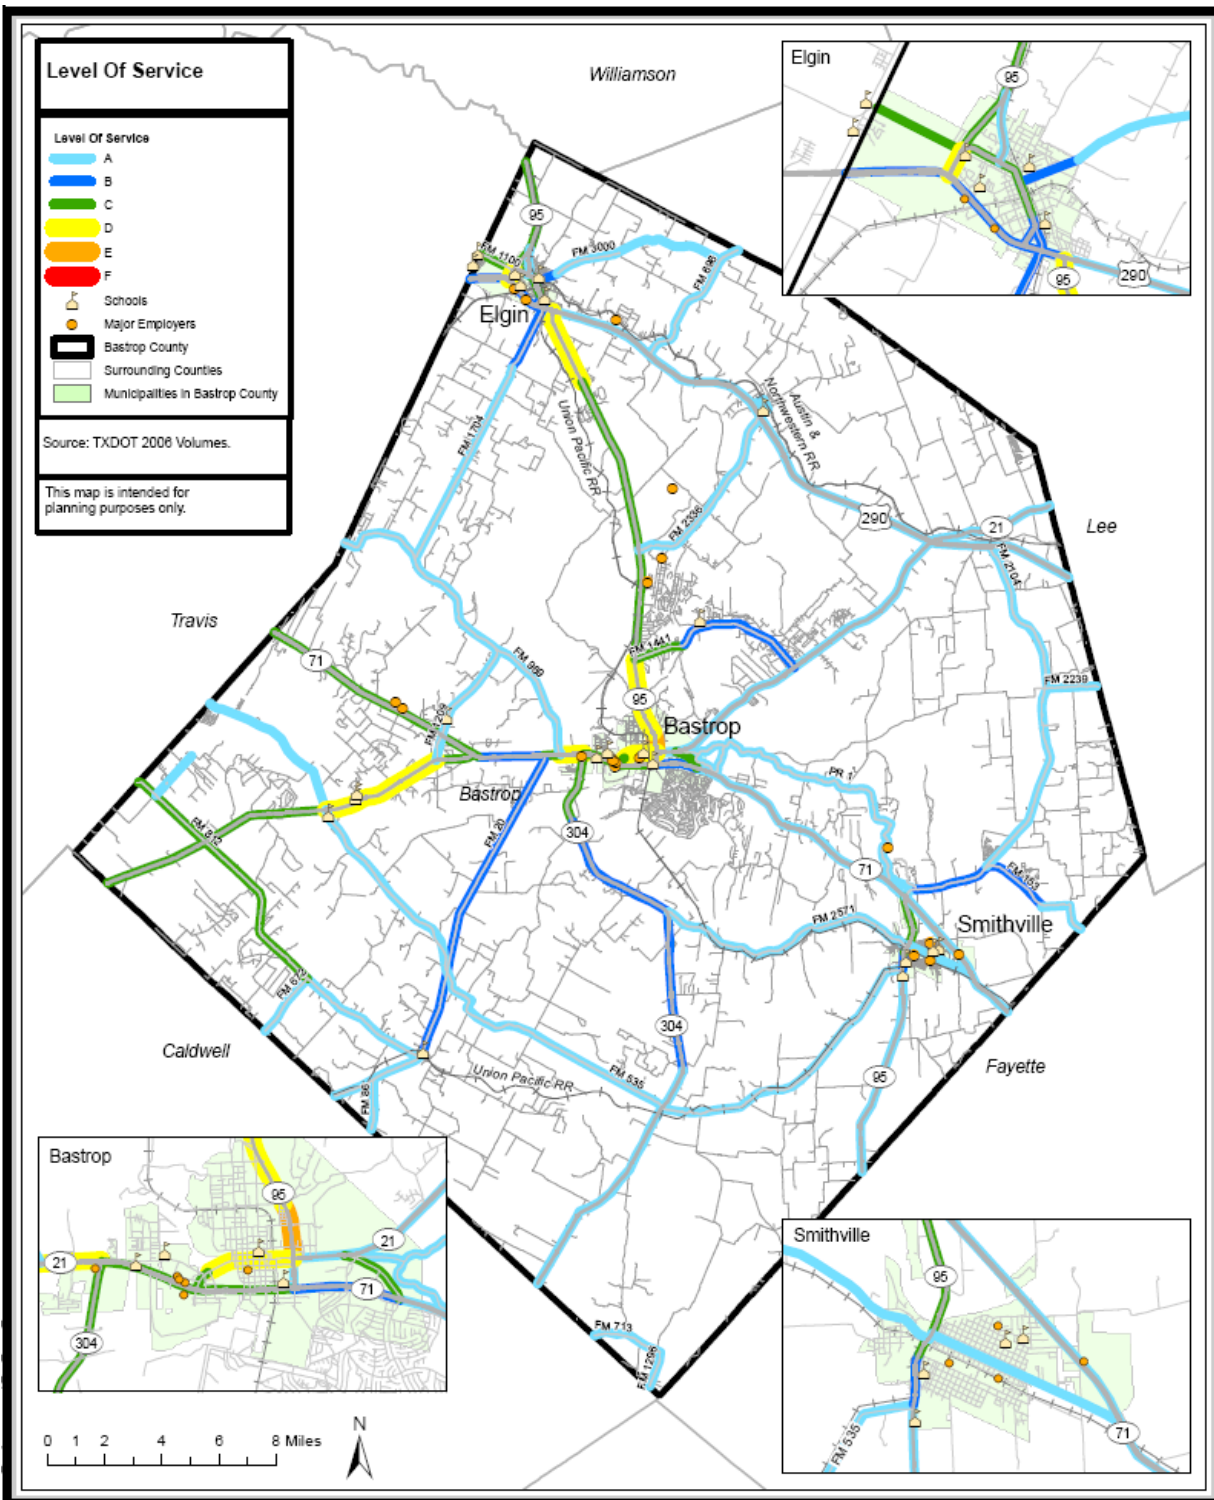 Level Of Service
Level Of Service
A
B
C
D
E
F
Schools
Major Employers
Bastrop County
Surrounding Counties
Municipalities in Bastrop County
Source: TXDOT 2006 Volumes.
This map is intended for
planning purposes only.
Williamson
Elgin
95
290
95
95
FM 1100
FM 3000
FM 696
Elgin
Austin &
Northwestern RR
Union Pacific RR
FM 1704
FM 2336
290
21
Lee
FM 2104
Travis
71
FM 1441
FM 969
FM 2239
95
Bastrop
PR 1
Bastrop
FM 812
FM 20
304
71
FM 153
FM 2571
Smithville
304
Caldwell
Union Pacific RR
FM 535
95
Fayette
FM 86
Bastrop
95
21
21
71
304
FM 713
FM 1296
Smithville
95
FM 535
71
N
0 1 2 4 6 8 Miles